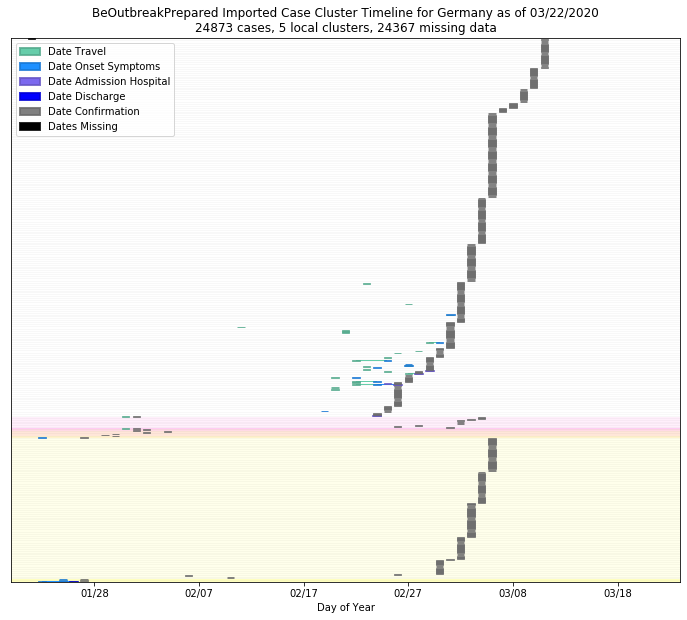 BeOutbreakPrepared Imported Case Cluster Timeline for Germany as of 03/22/2020
24873 cases, 5 local clusters, 24367 missing data
Date Travel
Date Onset Symptoms
Date Admission Hospital
Date Discharge
Date Confirmation
Dates Missing
01/28 02/07 02/17 02/27 03/08 03/18
Day of Year